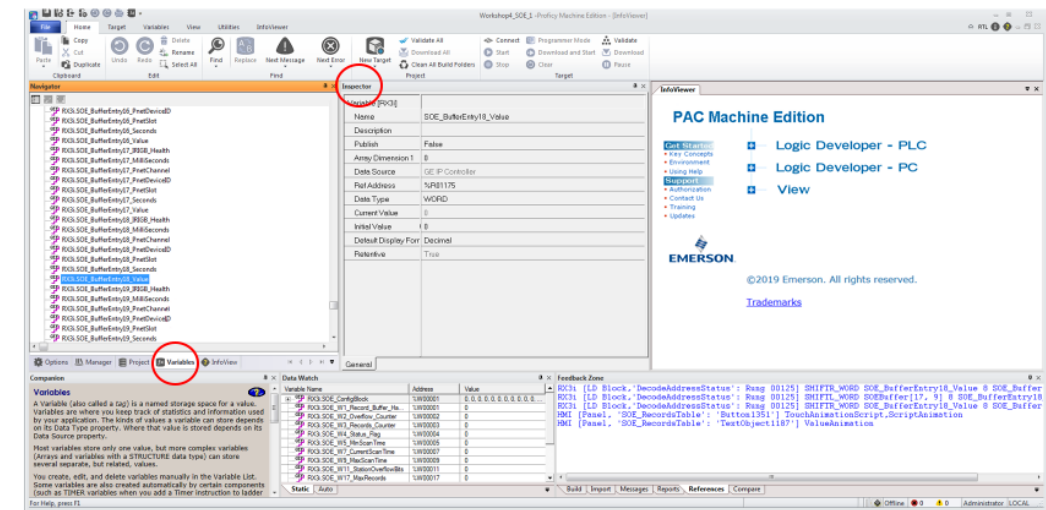 Workshop4_SOE_1 - Proficy Machine Edition - [InfoViewer]
File Home Target Variables View Utilities InfoViewer
RTL
Paste
Copy
Cut
Duplicate
Clipboard
Undo Redo
Delete
Rename
Select All
Edit
Find Replace Next Message Next Error
Find
New Target
Validate All
Download All
Clean All Build Folders
Project
Connect Programmer Mode Validate
Start Download and Start Download
Stop Clear Pause
Target
Navigator
RX3i.SOE_BufferEntry16_PnetDeviceID
RX3i.SOE_BufferEntry16_PnetSlot
RX3i.SOE_BufferEntry16_Seconds
RX3i.SOE_BufferEntry16_Value
RX3i.SOE_BufferEntry17_IRIGB_Health
RX3i.SOE_BufferEntry17_MilliSeconds
RX3i.SOE_BufferEntry17_PnetChannel
RX3i.SOE_BufferEntry17_PnetDeviceID
RX3i.SOE_BufferEntry17_PnetSlot
RX3i.SOE_BufferEntry17_Seconds
RX3i.SOE_BufferEntry17_Value
RX3i.SOE_BufferEntry18_IRIGB_Health
RX3i.SOE_BufferEntry18_MilliSeconds
RX3i.SOE_BufferEntry18_PnetChannel
RX3i.SOE_BufferEntry18_PnetDeviceID
RX3i.SOE_BufferEntry18_PnetSlot
RX3i.SOE_BufferEntry18_Seconds
RX3i.SOE_BufferEntry18_Value
RX3i.SOE_BufferEntry19_IRIGB_Health
RX3i.SOE_BufferEntry19_MilliSeconds
RX3i.SOE_BufferEntry19_PnetChannel
RX3i.SOE_BufferEntry19_PnetDeviceID
RX3i.SOE_BufferEntry19_PnetSlot
RX3i.SOE_BufferEntry19_Seconds
Options Manager Project Variables InfoView
Inspector
Variable [RX3i]
Name SOE_BufferEntry18_Value
Description
Publish False
Array Dimension 1 0
Data Source GE IP Controller
Ref Address %R01175
Data Type WORD
Current Value 0
Initial Value 0
Default Display Forr Decimal
Retentive True
General
InfoViewer
PAC Machine Edition
Get Started
Key Concepts
Environment
Using Help
Support
Authorization
Contact Us
Training
Updates
Logic Developer - PLC
Logic Developer - PC
View
EMERSON
©2019 Emerson. All rights reserved.
Trademarks
Companion
Variables
A Variable (also called a tag) is a named storage space for a value.
Variables are where you keep track of statistics and information used
by your application. The kinds of values a variable can store depends
on its Data Type property. Where that value is stored depends on its
Data Source property.
Most variables store only one value, but more complex variables
(Arrays and variables with a STRUCTURE data type) can store
several separate, but related, values.
You create, edit, and delete variables manually in the Variable List.
Some variables are also created automatically by certain components
(such as TIMER variables when you add a Timer instruction to ladder
Data Watch
Variable Name Address Value
RX3i.SOE_ConfigBlock %W00001 0, 0, 0, 0, 0, 0, 0, 0, 0, 0, ...
RX3i.SOE_W1_Record_Buffer_Ha... %W00001 0
RX3i.SOE_W2_Overflow_Counter %W00002 0
RX3i.SOE_W3_Records_Counter %W00003 0
RX3i.SOE_W4_Status_Flag %W00004 0
RX3i.SOE_W5_MinScanTime %W00005 0
RX3i.SOE_W7_CurrentScanTime %W00007 0
RX3i.SOE_W9_MaxScanTime %W00009 0
RX3i.SOE_W11_StationOverflowBits %W00011 0
RX3i.SOE_W17_MaxRecords %W00017 0
Static Auto
Feedback Zone
RX3i [LD Block,'DecodeAddressStatus': Rung 00125] SHIFTR_WORD SOE_BufferEntry18_Value 8 SOE_Buffer
RX3i [LD Block,'DecodeAddressStatus': Rung 00125] SHIFTL_WORD SOEBuffer[17, 9] 8 SOE_BufferEntry18
RX3i [LD Block,'DecodeAddressStatus': Rung 00125] SHIFTL_WORD SOE_BufferEntry18_Value 8 SOE_Buffer
HMI [Panel, 'SOE_RecordsTable': 'Button1351'] TouchAnimationScript,ScriptAnimation
HMI [Panel, 'SOE_RecordsTable': 'TextObject1187'] ValueAnimation
Build Import Messages Reports References Compare
For Help, press F1
Offline 0 0 Administrator LOCAL